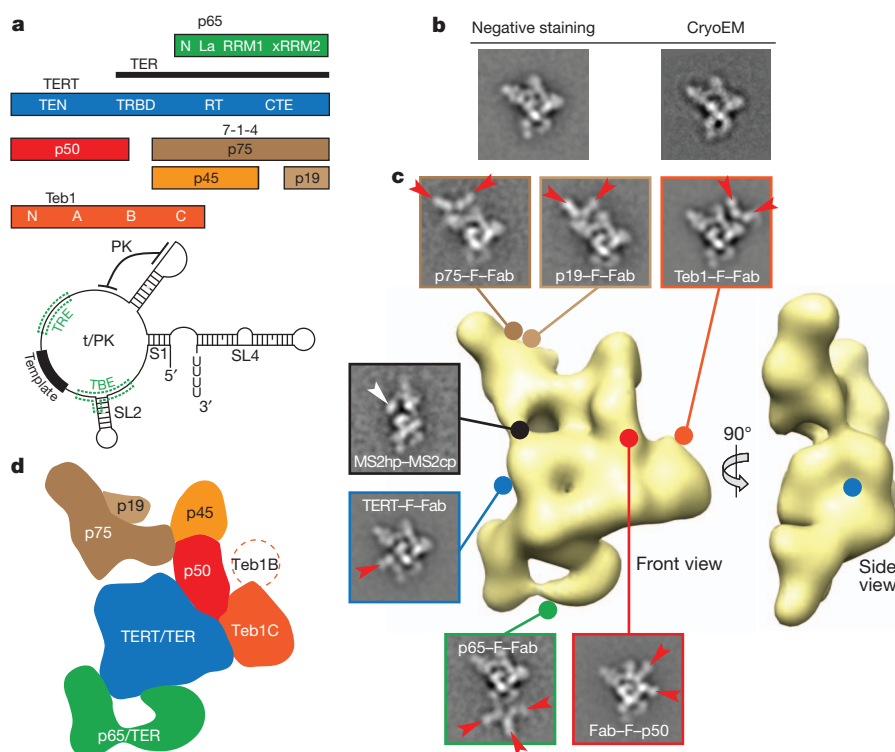 a
p65
N La RRM1 xRRM2
TER
TERT
TEN TRBD RT CTE
7-1-4
p50 p75
p45 p19
Teb1
N A B C
PK
TRE
t/PK
Template
TBE
SL2
S1
5′
U
U
U
U
3′
SL4
b
Negative staining CryoEM
c
p75–F–Fab
p19–F–Fab
Teb1–F–Fab
MS2hp–MS2cp
TERT–F–Fab
p65–F–Fab
Fab–F–p50
Front view
90°
Side
view
d
p19
p75
p45
p50
Teb1B
Teb1C
TERT/TER
p65/TER